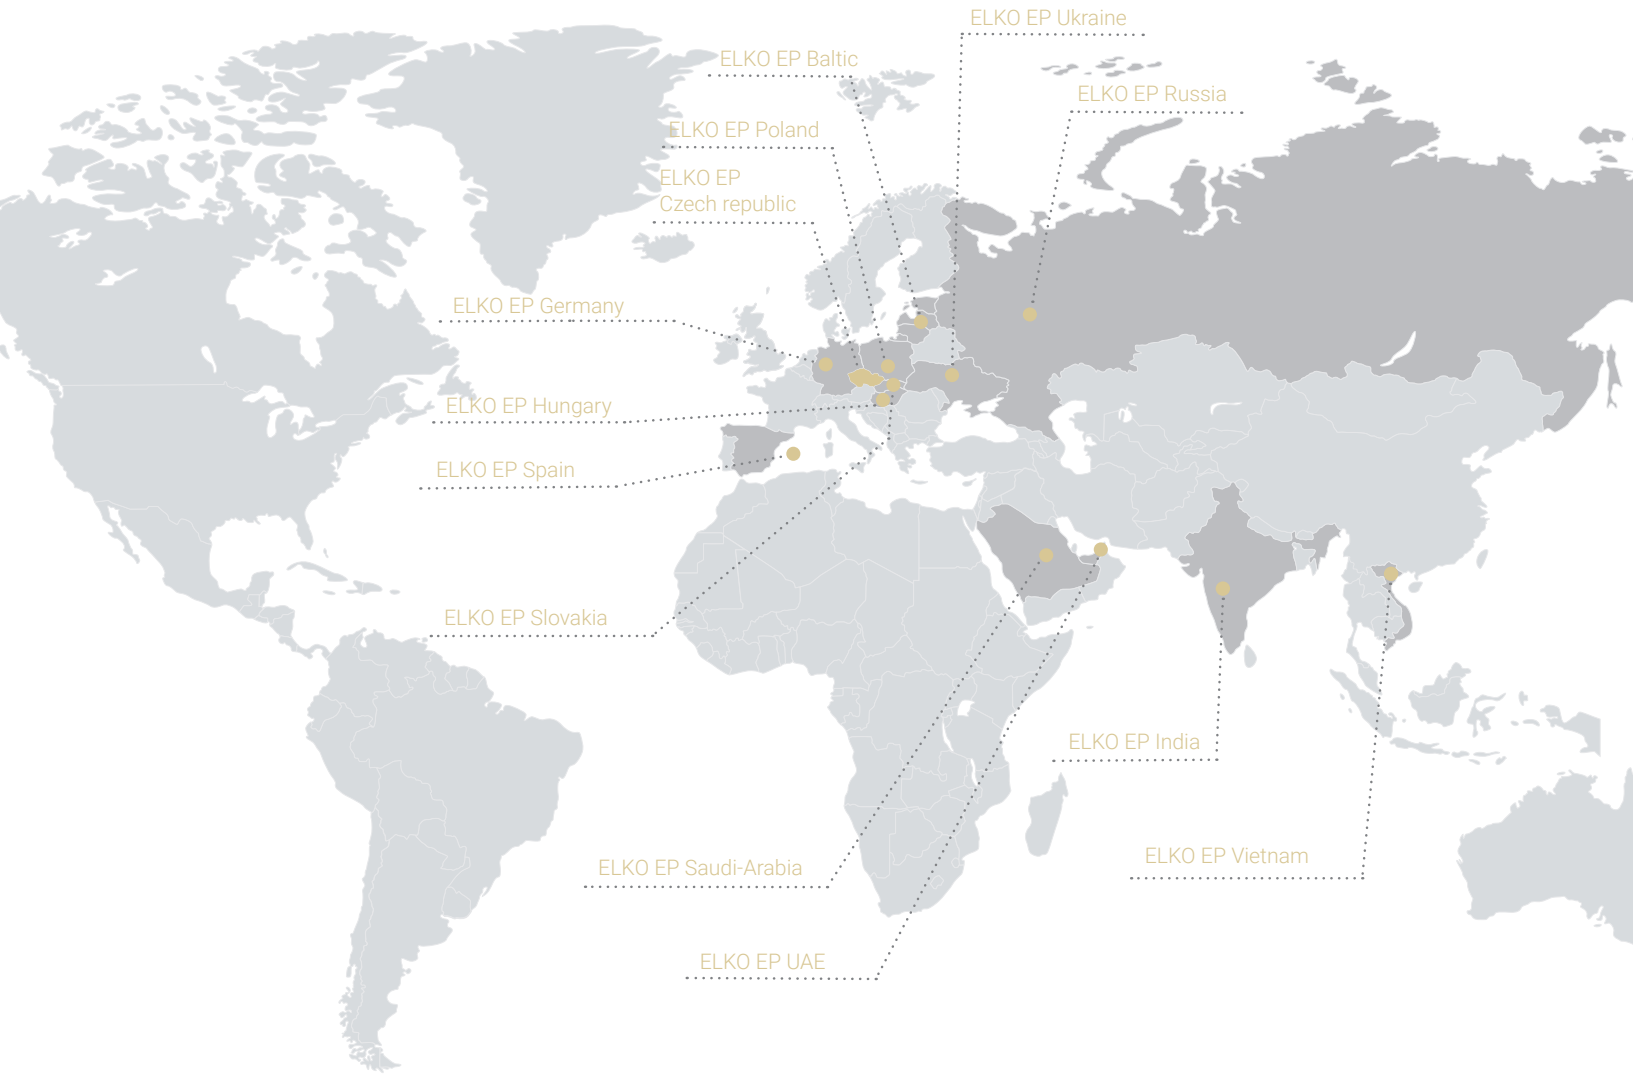 ELKO EP Ukraine
ELKO EP Baltic
ELKO EP Russia
ELKO EP Poland
ELKO EP
Czech republic
ELKO EP Germany
ELKO EP Hungary
ELKO EP Spain
ELKO EP Slovakia
ELKO EP India
ELKO EP Vietnam
ELKO EP Saudi-Arabia
ELKO EP UAE